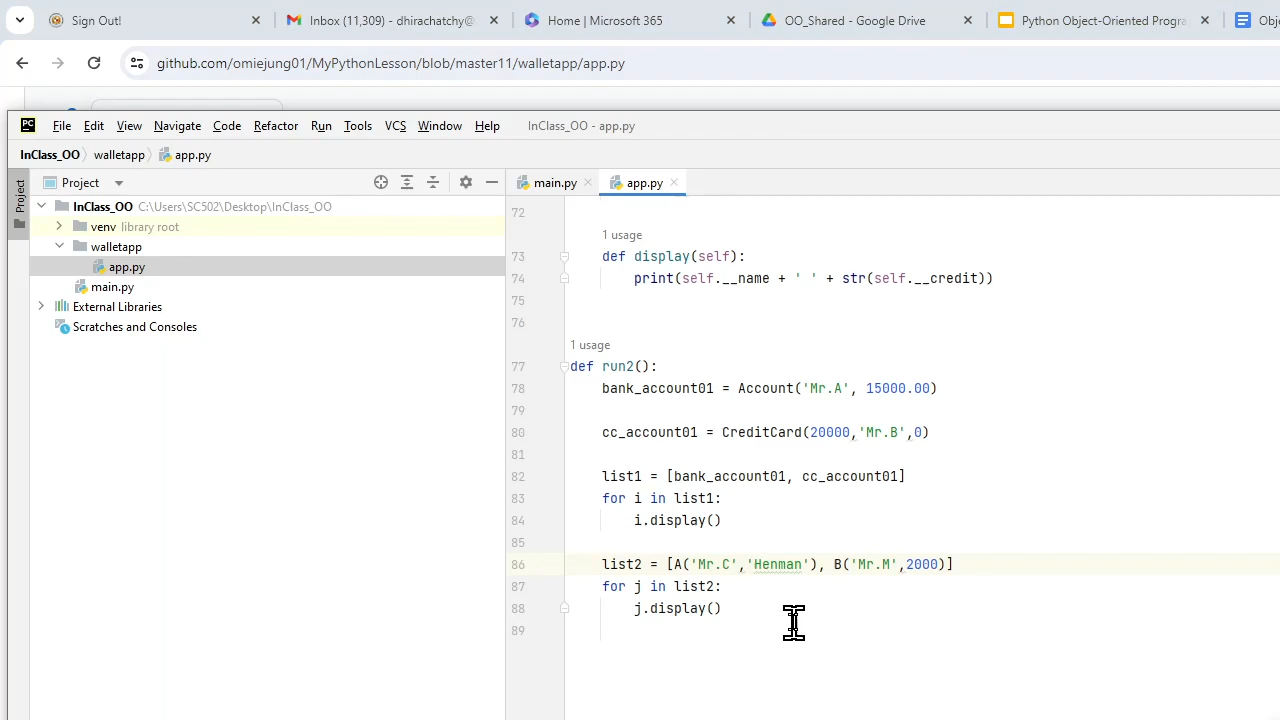 Sign Out!
Inbox (11,309) - dhirachatchy@
Home | Microsoft 365
OO_Shared - Google Drive
Python Object-Oriented Progra
Obje
github.com/omiejung01/MyPythonLesson/blob/master11/walletapp/app.py
PC
File Edit View Navigate Code Refactor Run Tools VCS Window Help InClass_OO - app.py
InClass_OO walletapp app.py
Project
Project
main.py
app.py
InClass_OO C:\Users\SC502\Desktop\InClass_OO
venv library root
walletapp
app.py
main.py
External Libraries
Scratches and Consoles
72
1 usage
73 def display(self):
74 print(self.__name + ' ' + str(self.__credit))
75
76
1 usage
77 def run2():
78 bank_account01 = Account('Mr.A', 15000.00)
79
80 cc_account01 = CreditCard(20000,'Mr.B',0)
81
82 list1 = [bank_account01, cc_account01]
83 for i in list1:
84 i.display()
85
86 list2 = [A('Mr.C','Henman'), B('Mr.M',2000)]
87 for j in list2:
88 j.display()
89